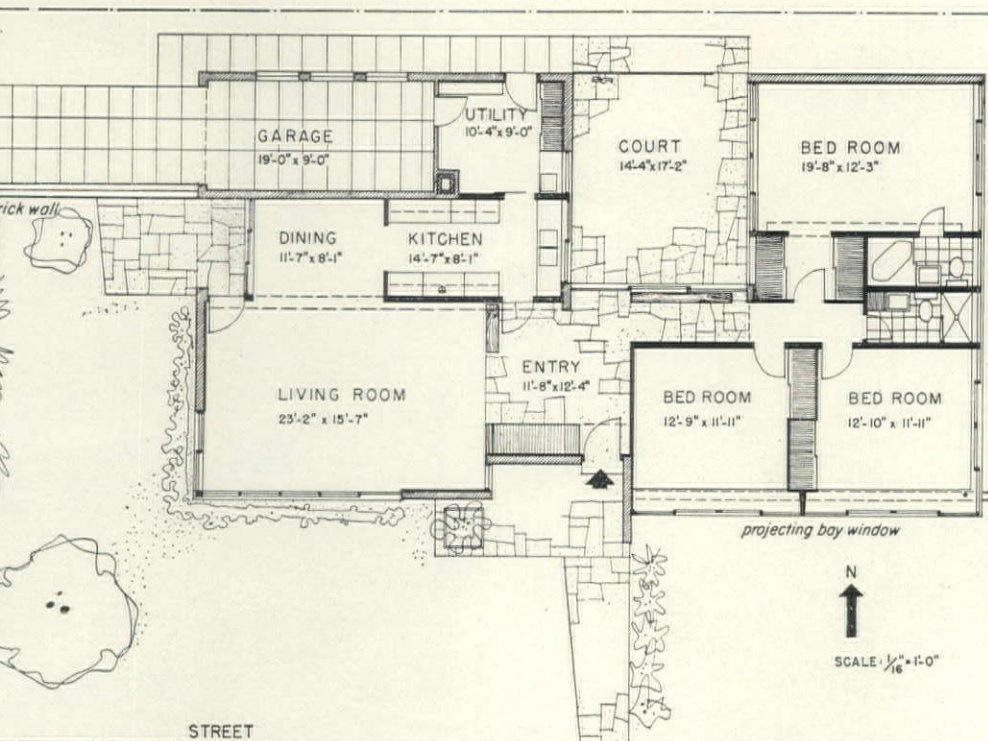 GARAGE
19'-0" x 9'-0"
UTILITY
10'-4" x 9'-0"
COURT
14'-4" x 17'-2"
BED ROOM
19'-8" x 12'-3"
rick wall
DINING
11'-7" x 8'-1"
KITCHEN
14'-7" x 8'-1"
ENTRY
11'-8" x 12'-4"
LIVING ROOM
23'-2" x 15'-7"
BED ROOM
12'-9" x 11'-11"
BED ROOM
12'-10" x 11'-11"
projecting bay window
N
SCALE: 1/16" = 1'-0"
STREET